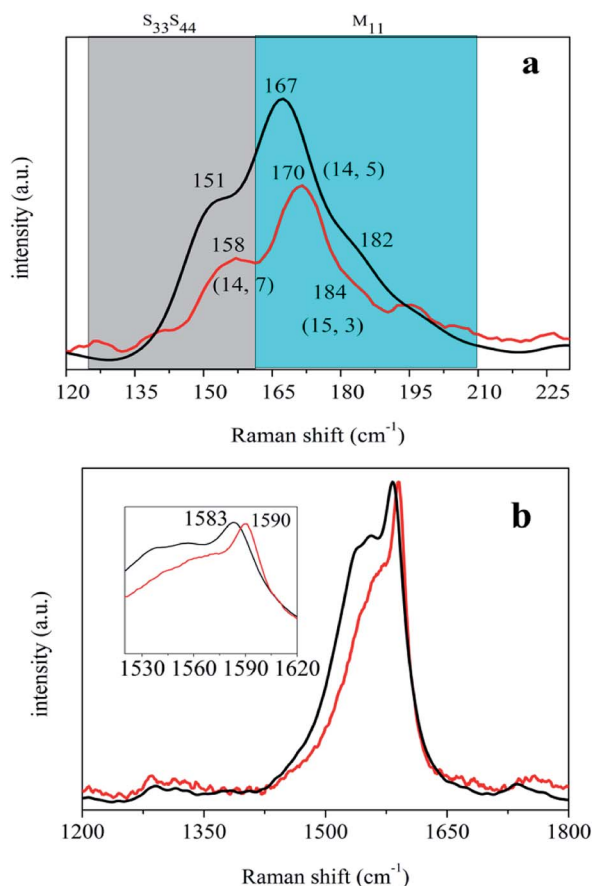 S₃₃S₄₄ M₁₁
a
167
170
(14, 5)
151
182
158
(14, 7)
184
(15, 3)
intensity (a.u.)
120 135 150 165 180 195 210 225
Raman shift (cm⁻¹)
b
1583 1590
1530 1560 1590 1620
intensity (a.u.)
1200 1350 1500 1650 1800
Raman shift (cm⁻¹)